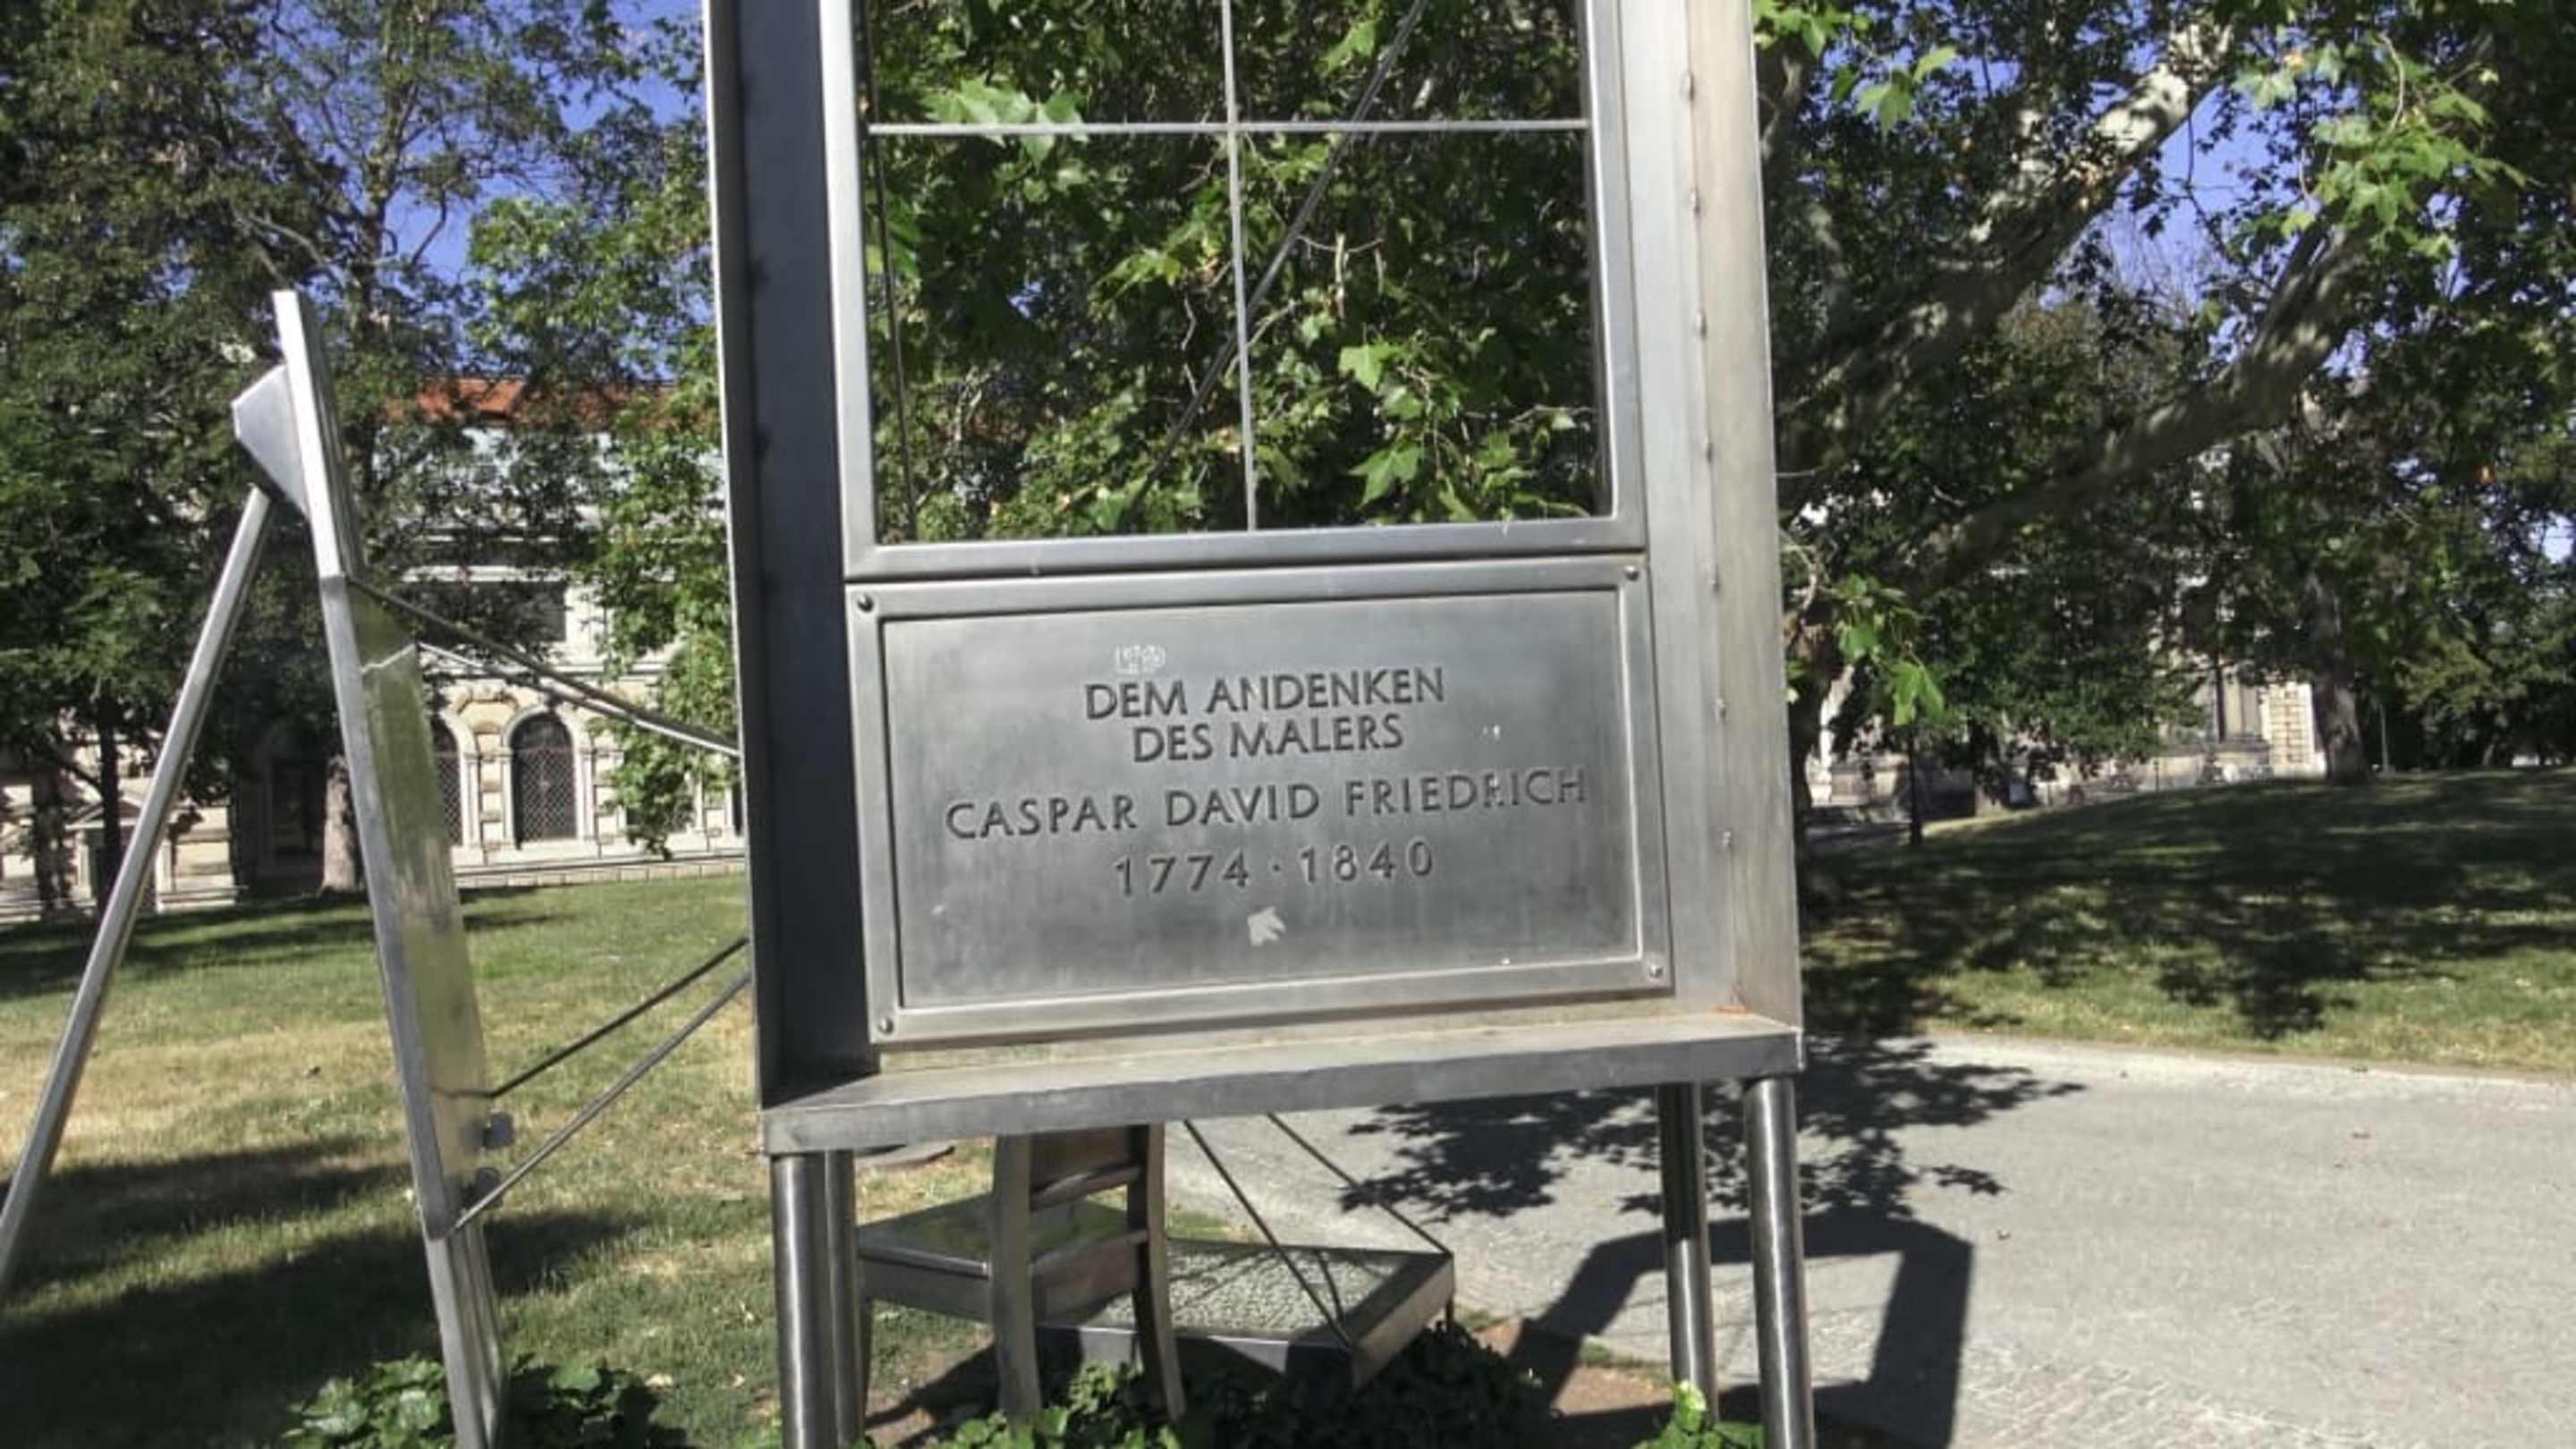 DEM ANDENKEN
DES MALERS
CASPAR DAVID FRIEDRICH
1774 · 1840